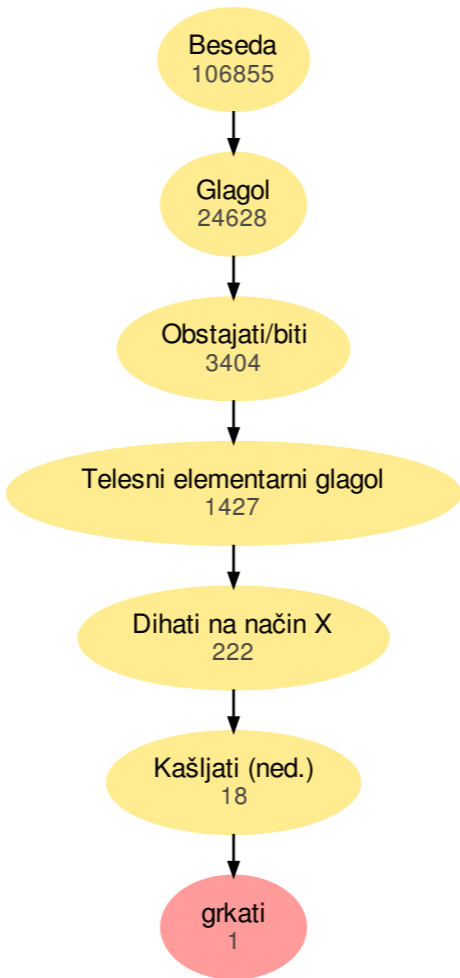 Beseda
106855
Glagol
24628
Obstajati/biti
3404
Telesni elementarni glagol
1427
Dihati na način X
222
Kašljati (ned.)
18
grkati
1